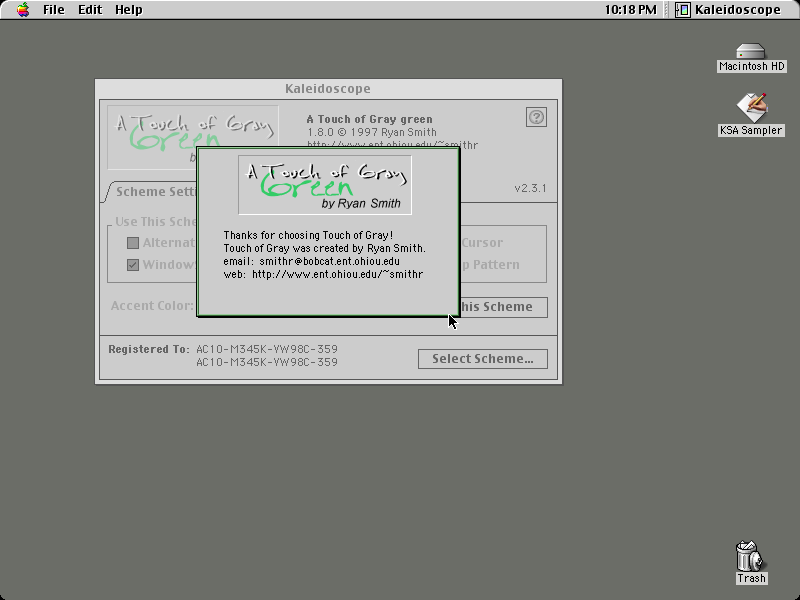 File Edit Help 10:18 PM Kaleidoscope
Macintosh HD
KSA Sampler
Kaleidoscope
A Touch of Gray
Green
A Touch of Gray green
1.8.0 © 1997 Ryan Smith
http://www.ent.ohiou.edu/~smithr
Scheme Setti
v2.3.1
A Touch of Gray
Green
by Ryan Smith
Thanks for choosing Touch of Gray!
Touch of Gray was created by Ryan Smith.
email: smithr@bobcat.ent.ohiou.edu
web: http://www.ent.ohiou.edu/~smithr
Use This Sche
Alternat
Cursor
Window
p Pattern
Accent Color:
his Scheme
Registered To: AC10-M345K-VW98C-359
AC10-M345K-VW98C-359
Select Scheme...
Trash